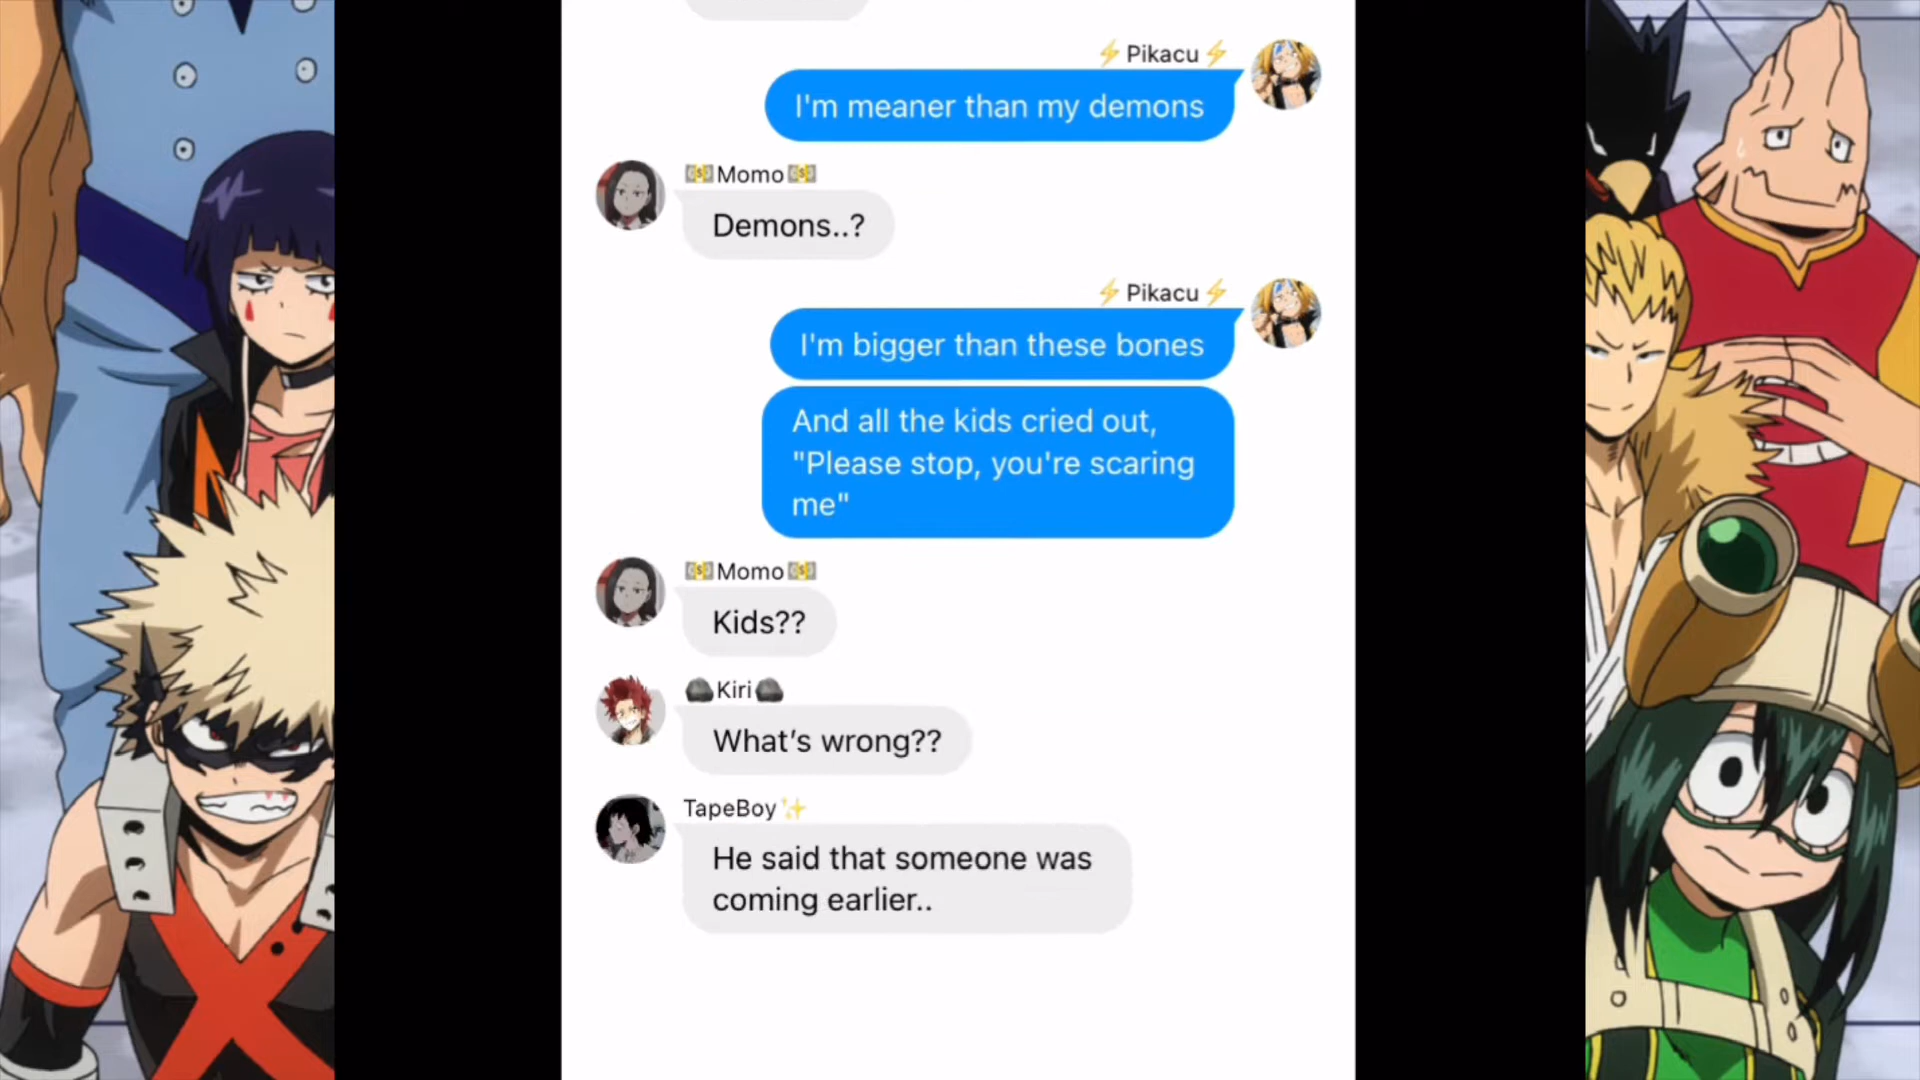 ⚡Pikacu⚡
I'm meaner than my demons
💵Momo💵
Demons..?
⚡Pikacu⚡
I'm bigger than these bones
And all the kids cried out,
"Please stop, you're scaring
me"
💵Momo💵
Kids??
🪨Kiri🪨
What's wrong??
TapeBoy✨
He said that someone was
coming earlier..